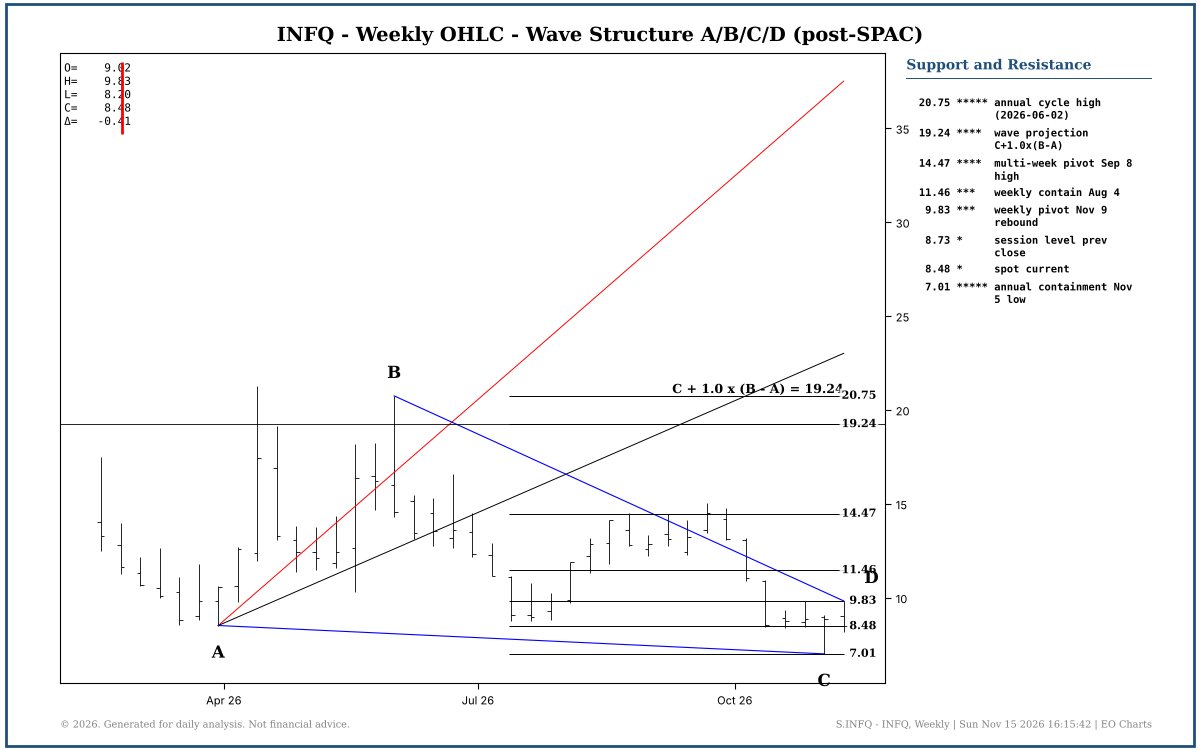 INFQ - Weekly OHLC - Wave Structure A/B/C/D (post-SPAC)
O= 9.02
H= 9.83
L= 8.20
C= 8.48
Δ= -0.41
Support and Resistance
20.75 ***** annual cycle high
(2026-06-02)
19.24 **** wave projection
C+1.0x(B-A)
14.47 **** multi-week pivot Sep 8
high
11.46 *** weekly contain Aug 4
9.83 *** weekly pivot Nov 9
rebound
8.73 * session level prev
close
8.48 * spot current
7.01 ***** annual containment Nov
5 low
35
30
25
20
15
10
B
C + 1.0 x (B - A) = 19.24
20.75
19.24
14.47
11.46
D
9.83
8.48
7.01
A
C
Apr 26
Jul 26
Oct 26
© 2026. Generated for daily analysis. Not financial advice.
S.INFQ - INFQ, Weekly | Sun Nov 15 2026 16:15:42 | EO Charts